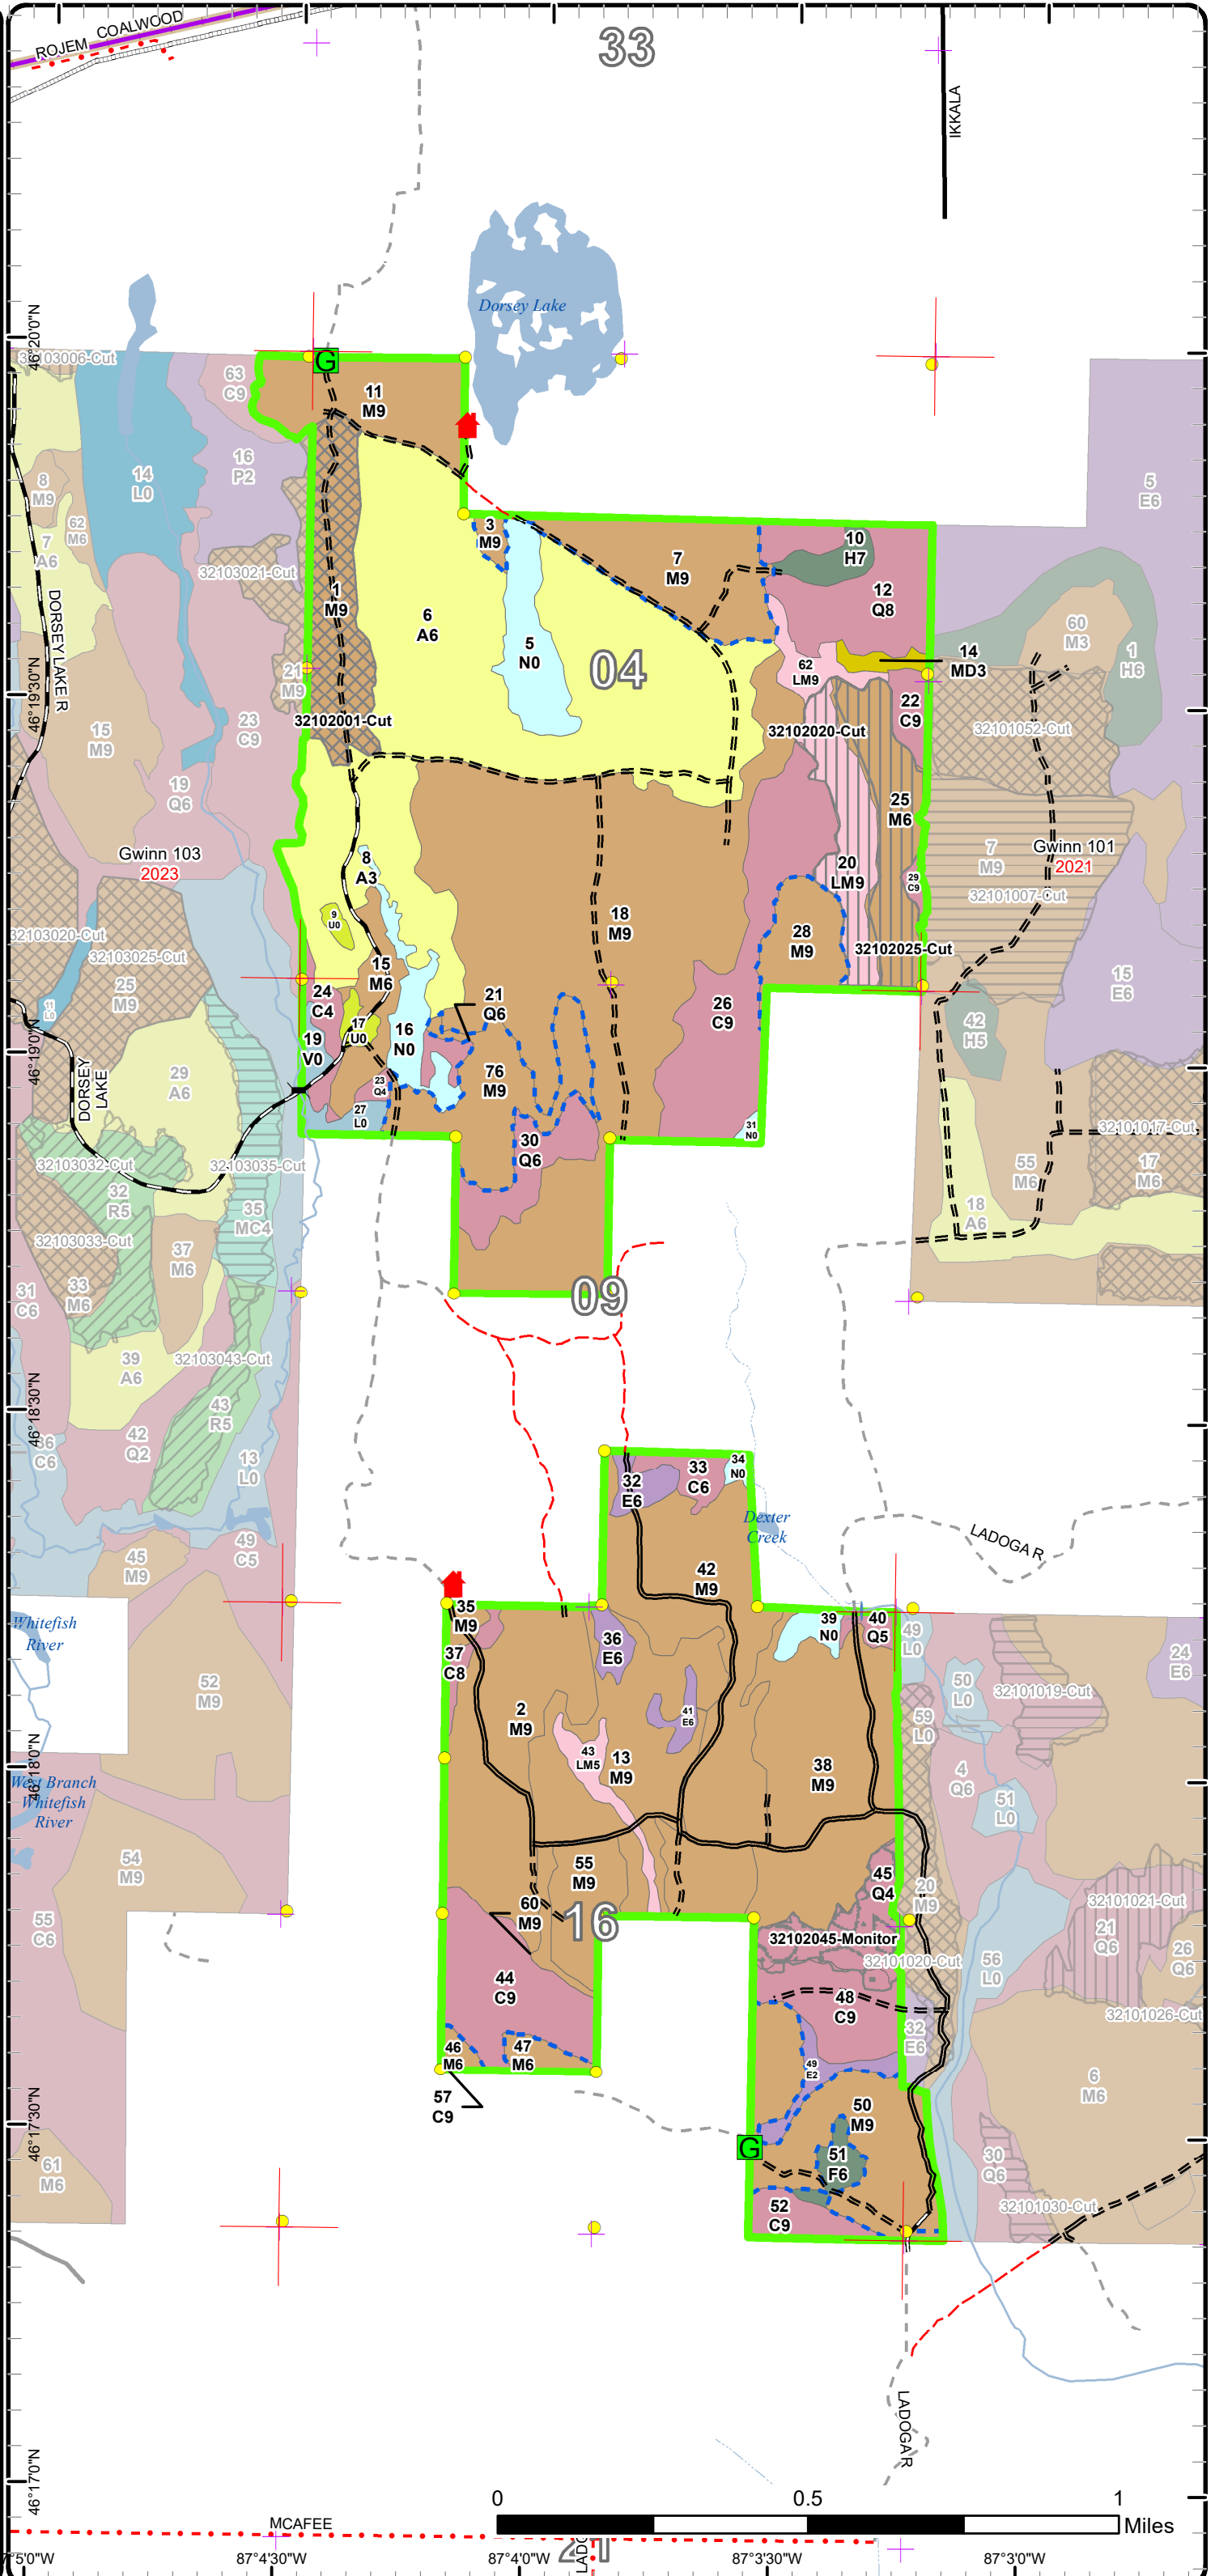 ROJEM COALWOOD
33
IKKALA
Dorsey Lake
46°20'0"N
32103006-Cut
63
C9
G
11
M9
16
P2
14
L0
8
M9
62
M6
7
A6
5
E6
3
M9
10
H7
7
M9
32103021-Cut
12
Q8
1
M9
6
A6
5
N0
60
M3
1
H6
DORSEY LAKE R
04
62
LM9
14
MD3
46°19'30"N
21
M9
22
C9
32102001-Cut
32102020-Cut
32101052-Cut
15
M9
23
C9
19
Q6
25
M6
Gwinn 103
2023
7
M9
Gwinn 101
2021
8
A3
20
LM9
29
C9
32101007-Cut
9
U0
18
M9
32103020-Cut
28
M9
32102025-Cut
32103025-Cut
15
M6
15
E6
25
M9
24
C4
21
Q6
26
C9
11
L0
17
U0
16
N0
42
H5
46°19'0"N
19
V0
DORSEY
LAKE
29
A6
23
Q4
76
M9
27
L0
31
N0
32101017-Cut
30
Q6
32103032-Cut
32103035-Cut
55
M6
17
M6
32
R5
35
MC4
18
A6
32103033-Cut
37
M6
31
C6
33
M6
09
39
A6
32103043-Cut
46°18'30"N
43
R5
42
Q2
36
C6
13
L0
32
E6
33
C6
34
N0
Dexter
Creek
LADOGA R
49
C5
45
M9
42
M9
35
M9
Whitefish
River
36
E6
39
N0
40
Q5
49
L0
37
C8
24
E6
52
M9
50
L0
32101019-Cut
2
M9
41
E6
59
L0
46°18'0"N
43
LM5
13
M9
38
M9
4
Q6
West Branch
Whitefish
River
51
L0
54
M9
55
M9
45
Q4
20
M9
32101021-Cut
55
C6
60
M9
16
32102045-Monitor
21
Q6
32101020-Cut
26
Q6
56
L0
44
C9
48
C9
32101026-Cut
32
E6
46
M6
47
M6
49
E2
6
M6
57
C9
50
M9
46°17'30"N
G
51
F6
30
Q6
61
M6
52
C9
32101030-Cut
LADOGA R
46°17'0"N
0 0.5 1
Miles
MCAFEE
21
87°4'30"W 87°4'0"W 87°3'30"W 87°3'0"W